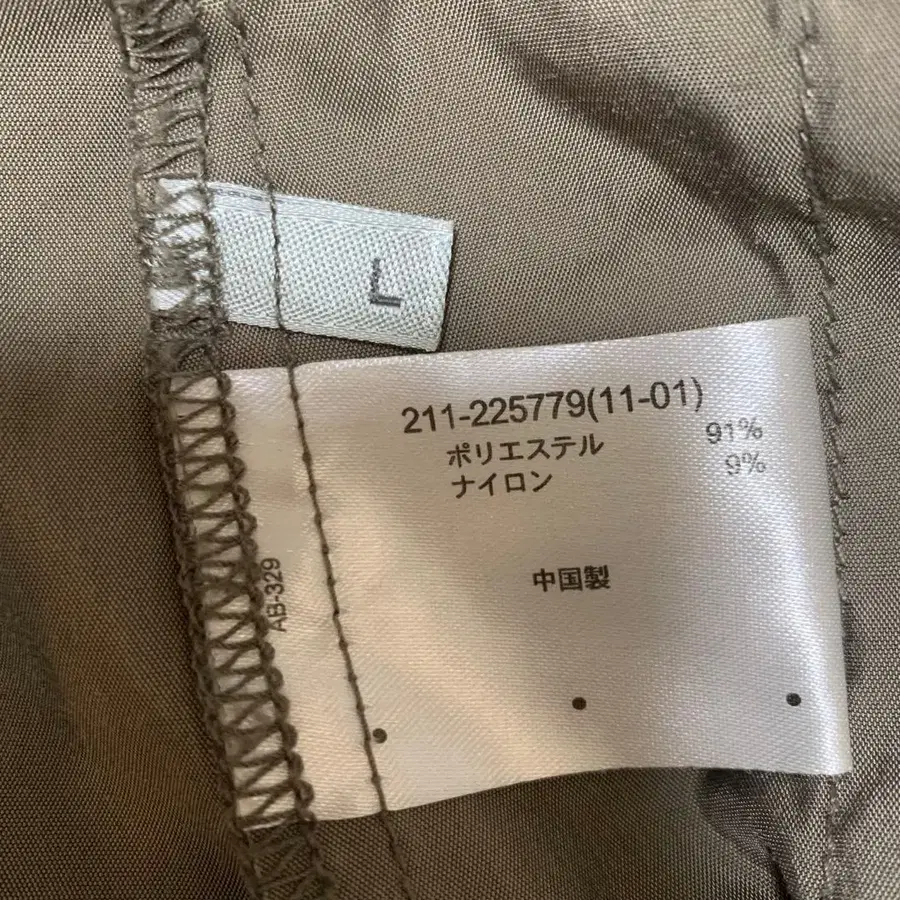 L
211-225779(11-01)
ポリエステル 91%
ナイロン 9%
中国製
AB-329